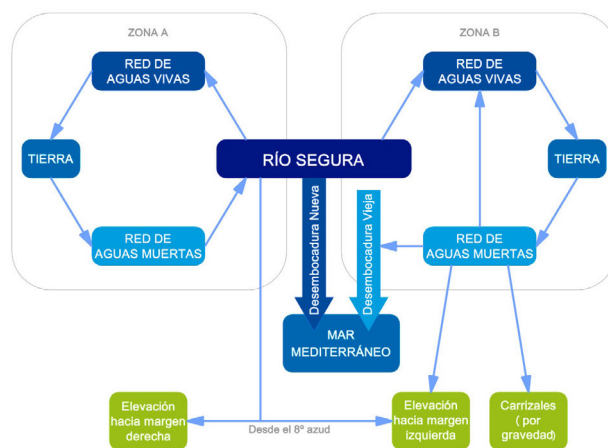 ZONA A
RED DE
AGUAS VIVAS
TIERRA
RED DE
AGUAS MUERTAS
RÍO SEGURA
ZONA B
RED DE
AGUAS VIVAS
TIERRA
RED DE
AGUAS MUERTAS
Desembocadura Nueva
Desembocadura Vieja
MAR
MEDITERRÁNEO
Elevación
hacia margen
derecha
Desde el 8º azud
Elevación
hacia margen
izquierda
Carrizales
( por
gravedad)